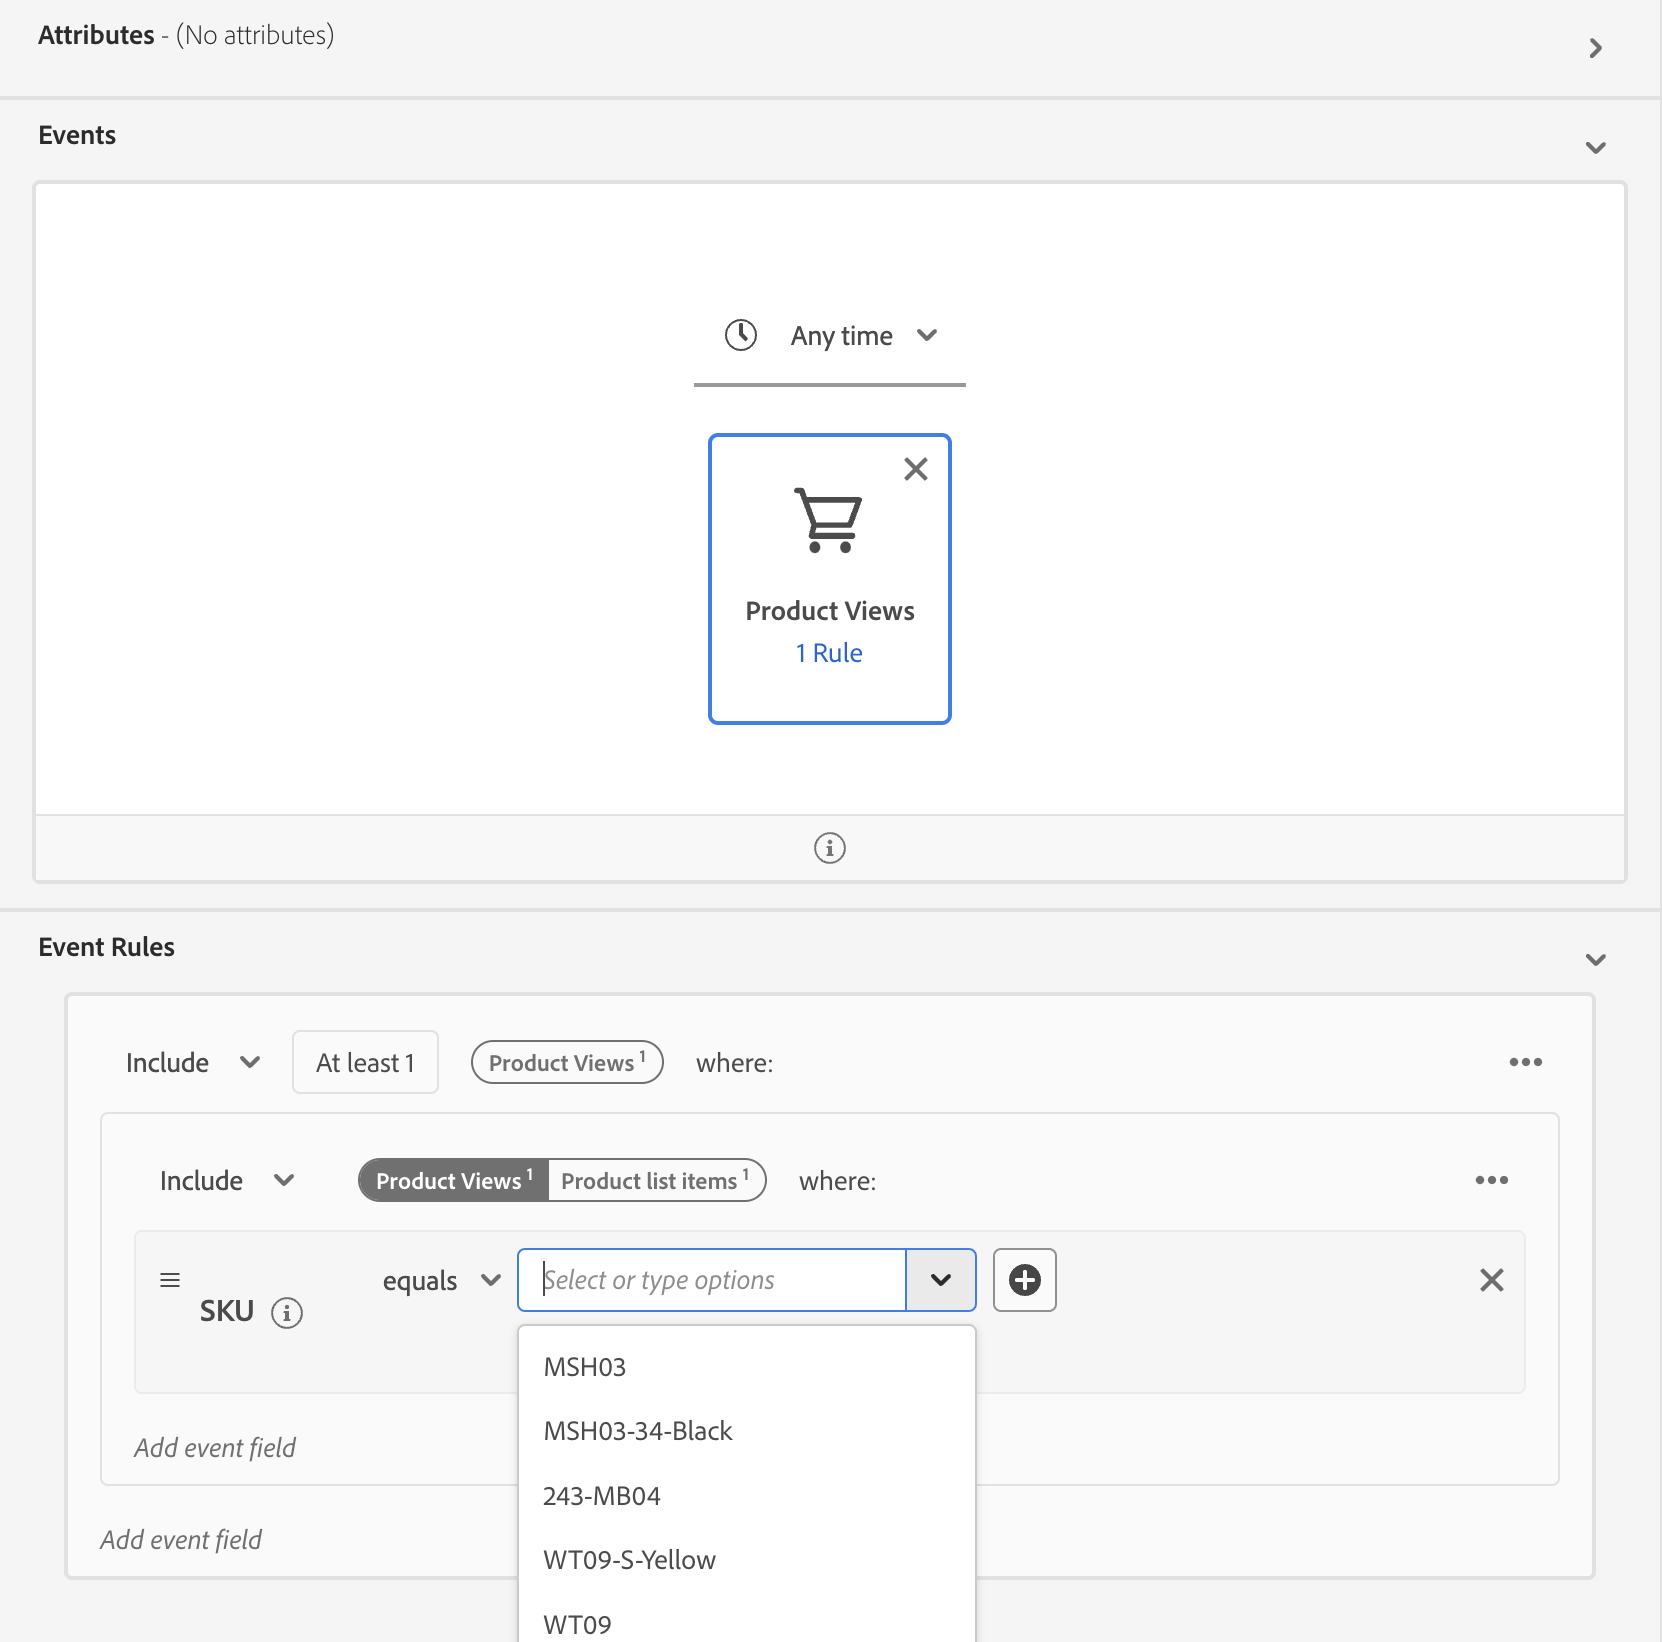 Attributes - (No attributes)
Events
Any time
Product Views
1 Rule
Event Rules
Include At least 1 Product Views 1 where:
Include Product Views 1 Product list items 1 where:
equals Select or type options
SKU
MSH03
MSH03-34-Black
Add event field
243-MB04
Add event field
WT09-S-Yellow
WT09